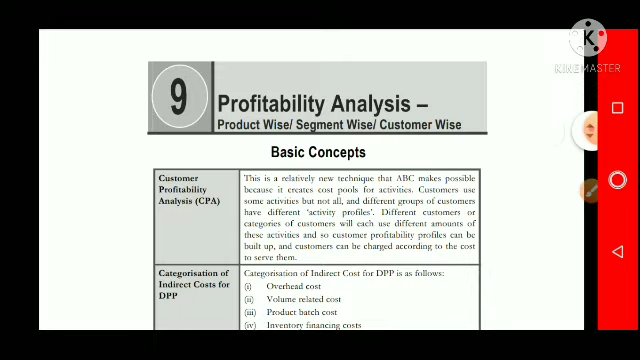 KINEMASTER
9
Profitability Analysis –
Product Wise/ Segment Wise/ Customer Wise
Basic Concepts
Customer
Profitability
Analysis (CPA)
This is a relatively new technique that ABC makes possible
because it creates cost pools for activities. Customers use
some activities but not all, and different groups of customers
have different ‘activity profiles’. Different customers or
categories of customers will each use different amounts of
these activities and so customer profitability profiles can be
built up, and customers can be charged according to the cost
to serve them.
Categorisation of
Indirect Costs for
DPP
Categorisation of Indirect Cost for DPP is as follows:
(i) Overhead cost
(ii) Volume related cost
(iii) Product batch cost
(iv) Inventory financing costs